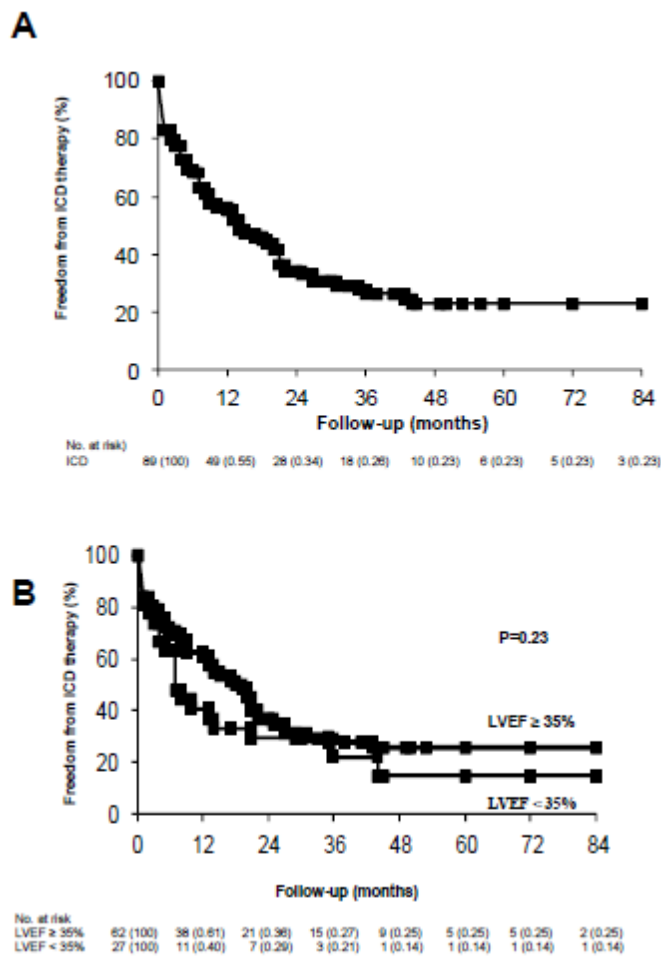 A
Freedom from ICD therapy (%)
100
80
60
40
20
0
0 12 24 36 48 60 72 84
Follow-up (months)
No. at risk)
ICD 89 (100) 49 (0.55) 28 (0.34) 18 (0.26) 10 (0.23) 6 (0.23) 5 (0.23) 3 (0.23)
B
Freedom from ICD therapy (%)
100
80
60
40
20
0
P=0.23
LVEF ≥ 35%
LVEF < 35%
0 12 24 36 48 60 72 84
Follow-up (months)
No. at risk
LVEF ≥ 35% 62 (100) 38 (0.61) 21 (0.36) 15 (0.27) 9 (0.25) 5 (0.25) 5 (0.25) 2 (0.25)
LVEF < 35% 27 (100) 11 (0.40) 7 (0.29) 3 (0.21) 1 (0.14) 1 (0.14) 1 (0.14) 1 (0.14)